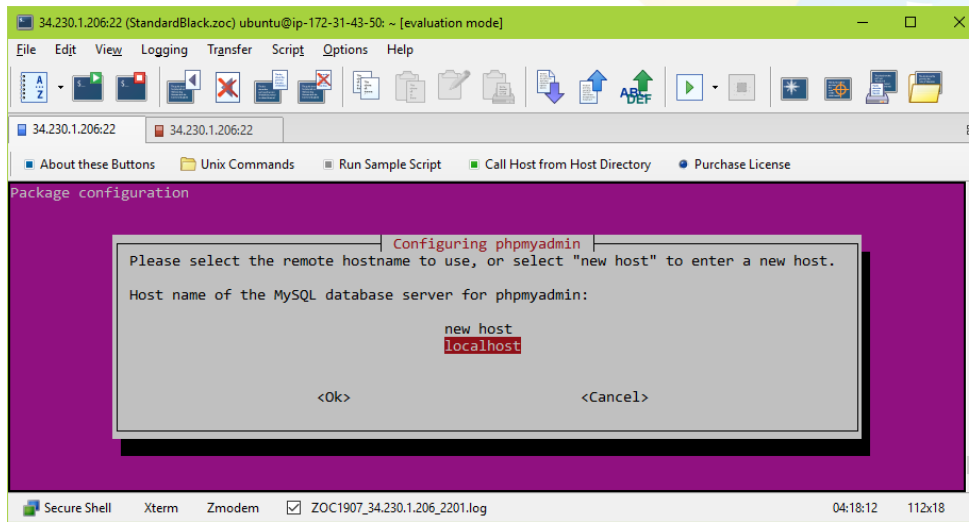 34.230.1.206:22 (StandardBlack.zoc) ubuntu@ip-172-31-43-50: ~ [evaluation mode]
File Edit View Logging Transfer Script Options Help
A Z
ABC DEF
34.230.1.206:22 34.230.1.206:22
About these Buttons Unix Commands Run Sample Script Call Host from Host Directory Purchase License
Package configuration
Configuring phpmyadmin
Please select the remote hostname to use, or select "new host" to enter a new host.
Host name of the MySQL database server for phpmyadmin:
new host
localhost
<Ok> <Cancel>
Secure Shell Xterm Zmodem ZOC1907_34.230.1.206_2201.log 04:18:12 112x18